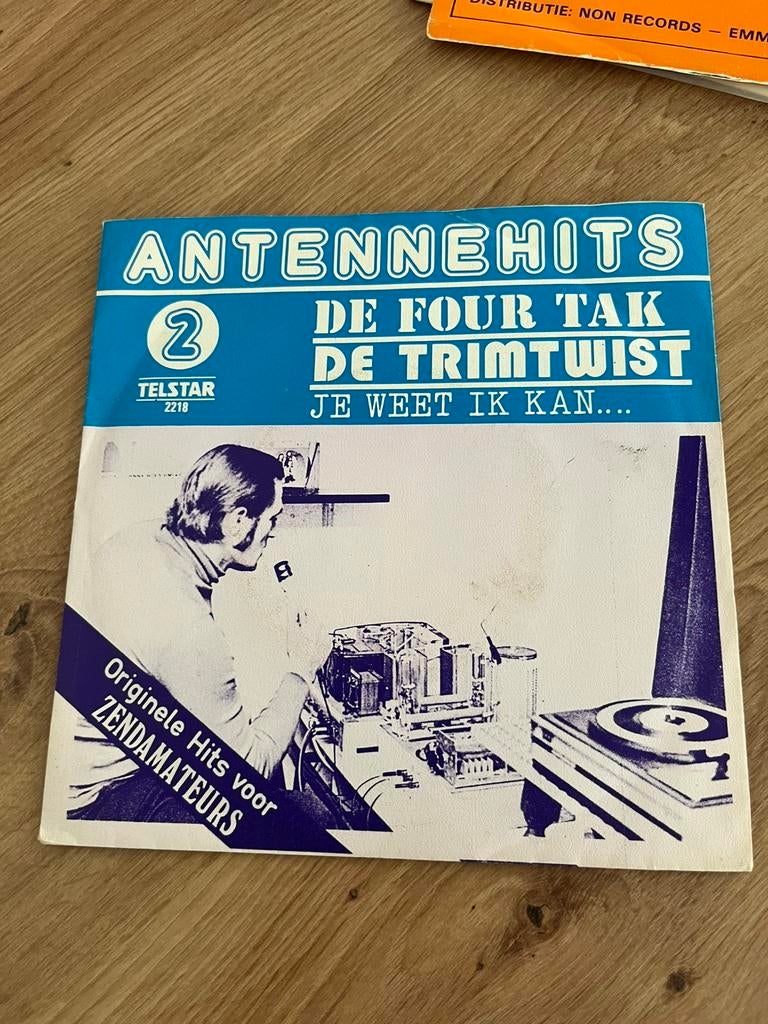 DISTRIBUTIE: NON RECORDS — EMM
ANTENNEHITS
2
TELSTAR
2218
DE FOUR TAK
DE TRIMTWIST
JE WEET IK KAN....
Originele Hits voor
ZENDAMATEURS